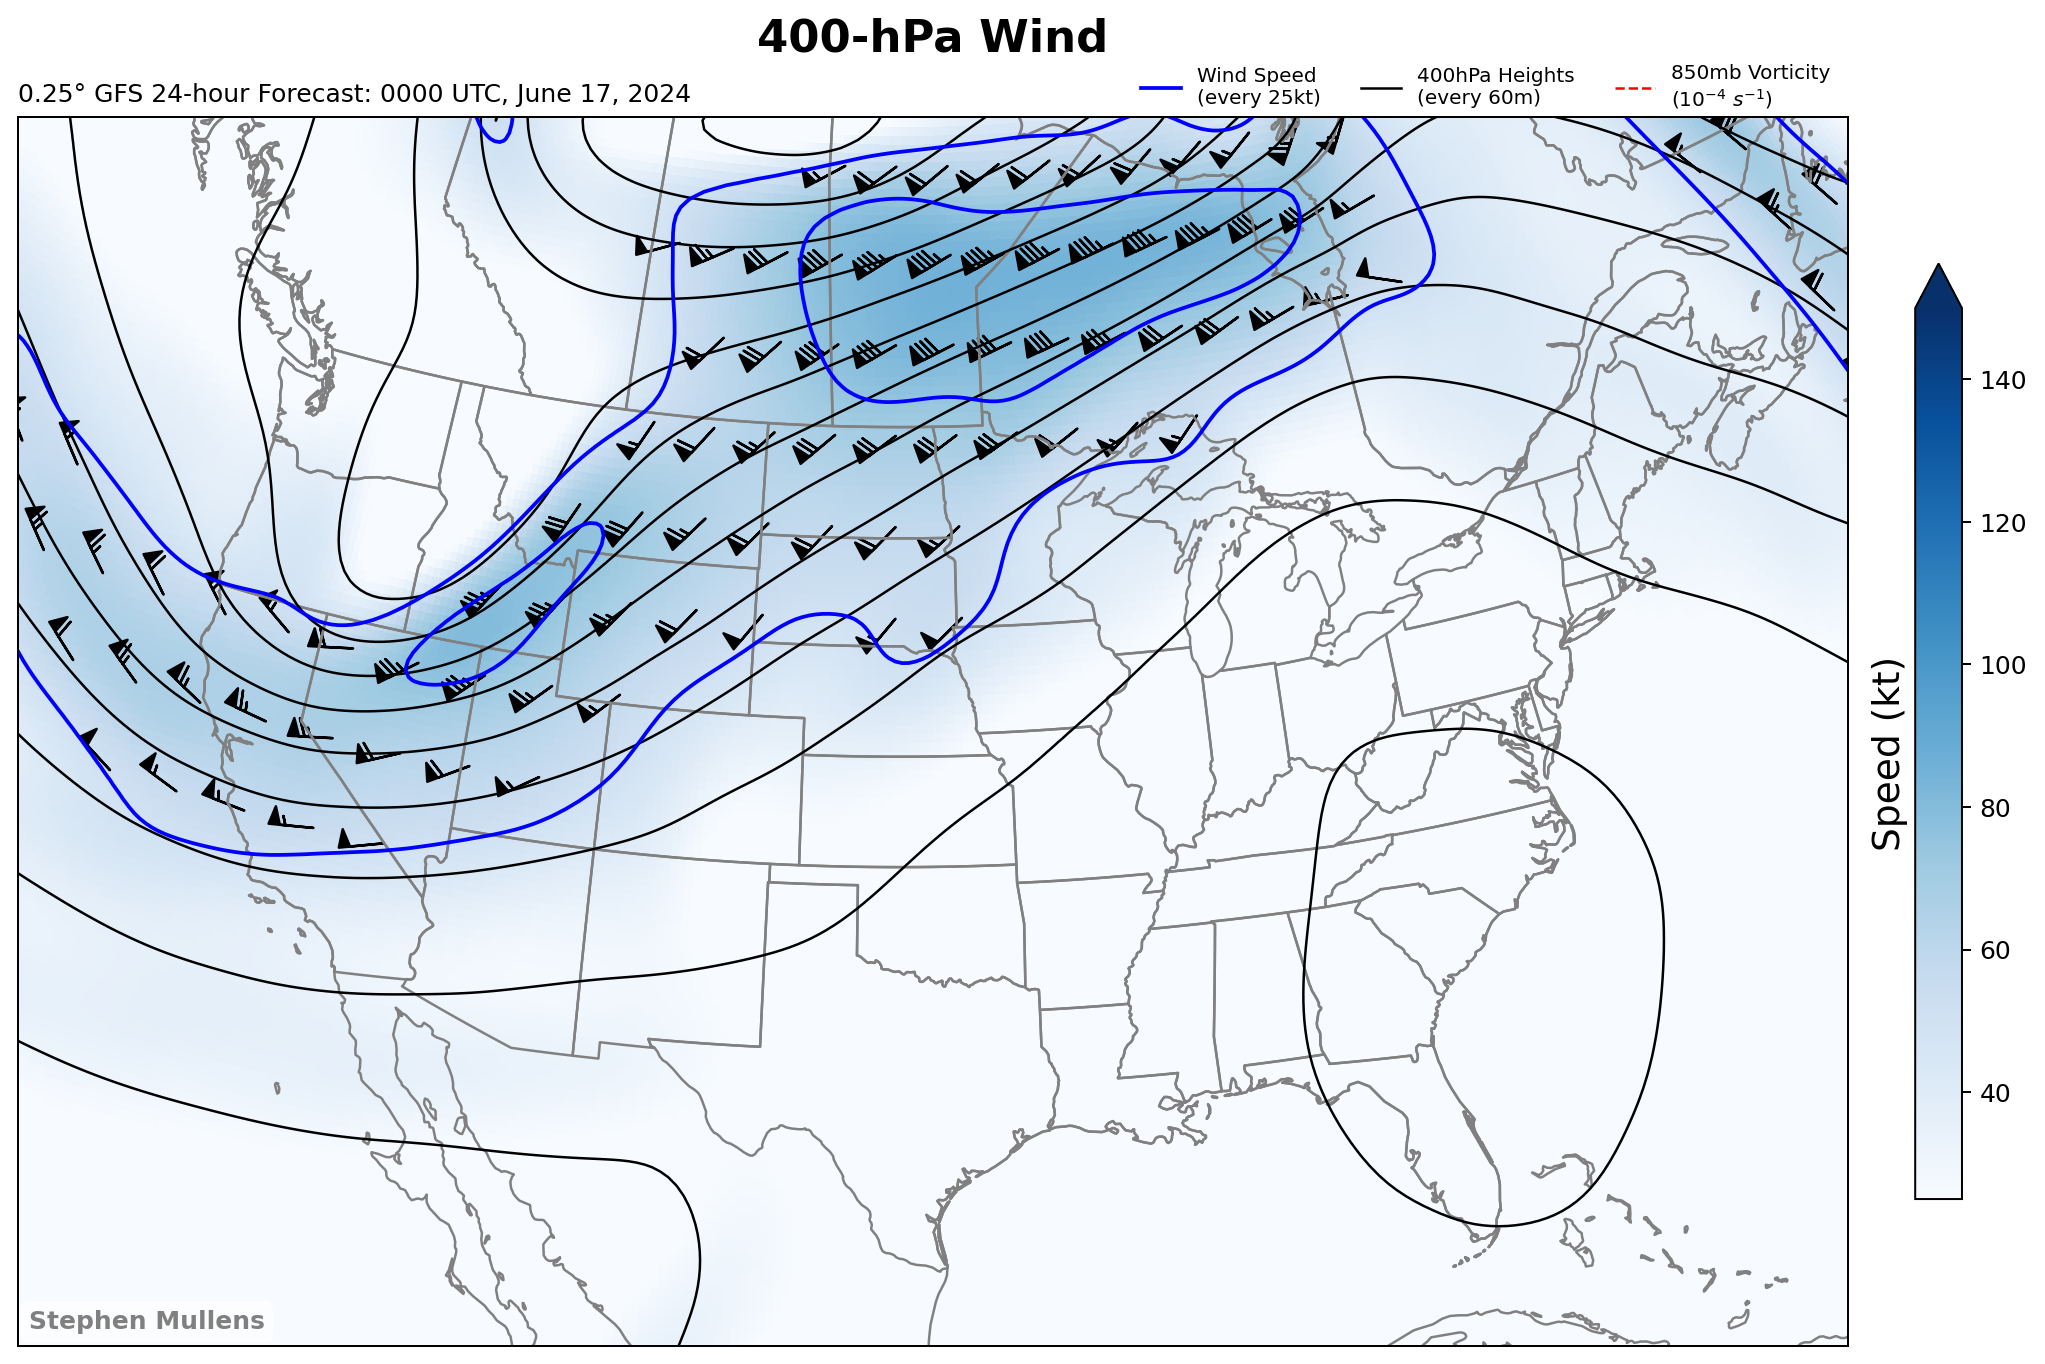 400-hPa Wind
0.25° GFS 24-hour Forecast: 0000 UTC, June 17, 2024
Wind Speed
(every 25kt)
400hPa Heights
(every 60m)
850mb Vorticity
(10⁻⁴ s⁻¹)
140
120
100
80
60
40
Speed (kt)
Stephen Mullens